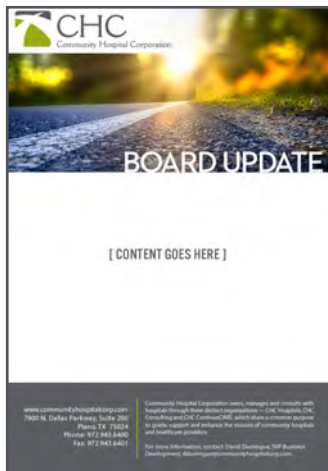 CHC
Community Hospital Corporation
BOARD UPDATE
[ CONTENT GOES HERE ]
www.communityhospitalcorp.com
7800 N. Dallas Parkway, Suite 200
Plano, TX 75024
Phone: 972.943.6400
Fax: 972.943.6401
Community Hospital Corporation owns, manages and consults with
hospitals through three distinct organizations — CHC Hospitals, CHC
Consulting and CHC ContinueCARE, which share a common purpose
to guide, support and enhance the mission of community hospitals
and healthcare providers.
For more information, contact: David Domingue, SVP Business
Development,